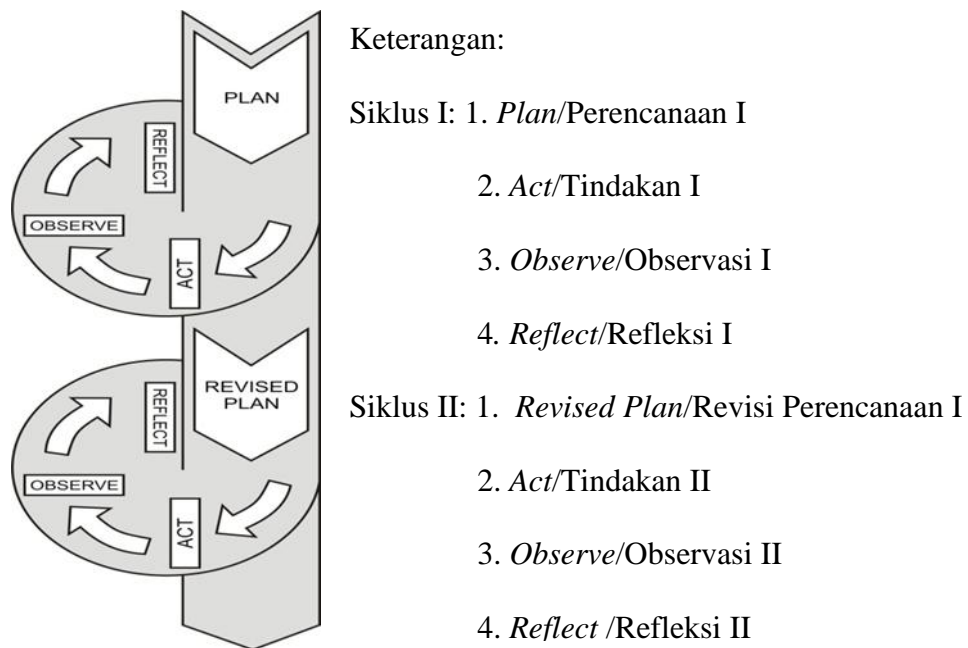 PLAN
REFLECT
OBSERVE
ACT
REVISED
PLAN
REFLECT
OBSERVE
ACT
Keterangan:
Siklus I: 1. Plan/Perencanaan I
2. Act/Tindakan I
3. Observe/Observasi I
4. Reflect/Refleksi I
Siklus II: 1. Revised Plan/Revisi Perencanaan I
2. Act/Tindakan II
3. Observe/Observasi II
4. Reflect /Refleksi II